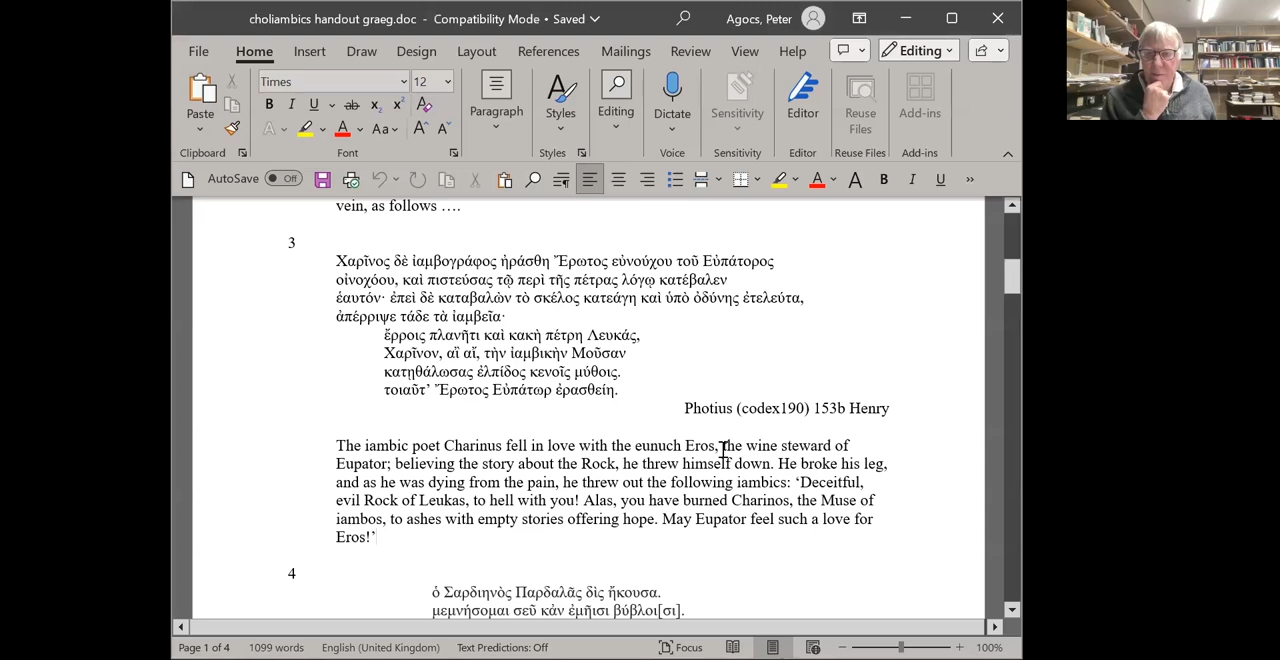 choliambics handout graeg.doc - Compatibility Mode • Saved
Agocs, Peter
File Home Insert Draw Design Layout References Mailings Review View Help Editing
Times 12
Paste
Paragraph
Styles
Editing
Dictate
Sensitivity
Editor
Reuse Files
Add-ins
Clipboard Font Styles Voice Sensitivity Editor Reuse Files Add-ins
AutoSave Off
vein, as follows ….
3
Χαρῖνος δὲ ἰαμβογράφος ἠράσθη Ἔρωτος εὐνούχου τοῦ Εὐπάτορος
οἰνοχόου, καὶ πιστεύσας τῷ περὶ τῆς πέτρας λόγῳ κατέβαλεν
ἑαυτόν· ἐπεὶ δὲ καταβαλὼν τὸ σκέλος κατεάγη καὶ ὑπὸ ὀδύνης ἐτελεύτα,
ἀπέρριψε τάδε τὰ ἰαμβεῖα·
ἔρροις πλανῆτι καὶ κακὴ πέτρη Λευκάς,
Χαρῖνον, αἲ αἴ, τὴν ἰαμβικὴν Μοῦσαν
κατῃθάλωσας ἐλπίδος κενοῖς μύθοις.
τοιαῦτ’ Ἔρωτος Εὐπάτωρ ἐρασθείη.
Photius (codex190) 153b Henry
The iambic poet Charinus fell in love with the eunuch Eros, the wine steward of
Eupator; believing the story about the Rock, he threw himself down. He broke his leg,
and as he was dying from the pain, he threw out the following iambics: ‘Deceitful,
evil Rock of Leukas, to hell with you! Alas, you have burned Charinos, the Muse of
iambos, to ashes with empty stories offering hope. May Eupator feel such a love for
Eros!’
4
ὁ Σαρδιηνὸς Παρδαλᾶς δὶς ἤκουσα.
μεμνήσομαι σεῦ κἀν ἐμῆισι βύβλοι[σι].
Page 1 of 4 1099 words English (United Kingdom) Text Predictions: Off Focus 100%